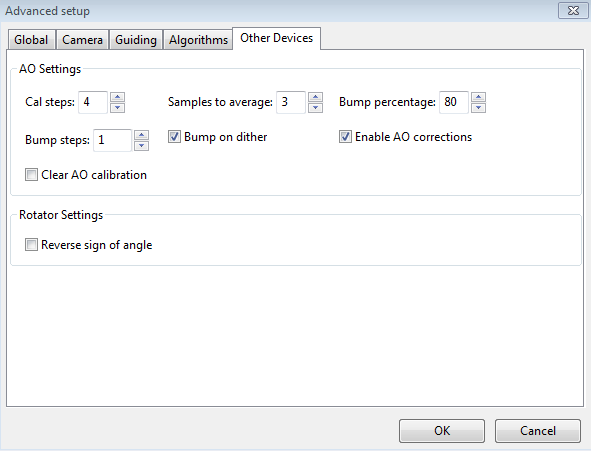 Advanced setup
Global Camera Guiding Algorithms Other Devices
AO Settings
Cal steps: 4 Samples to average: 3 Bump percentage: 80
Bump steps: 1 Bump on dither Enable AO corrections
Clear AO calibration
Rotator Settings
Reverse sign of angle
OK Cancel